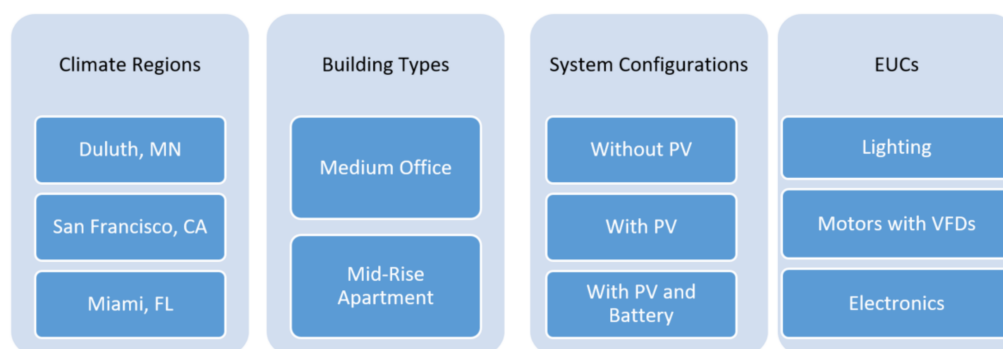 Climate Regions
Duluth, MN
San Francisco, CA
Miami, FL
Building Types
Medium Office
Mid-Rise
Apartment
System Configurations
Without PV
With PV
With PV and
Battery
EUCs
Lighting
Motors with VFDs
Electronics